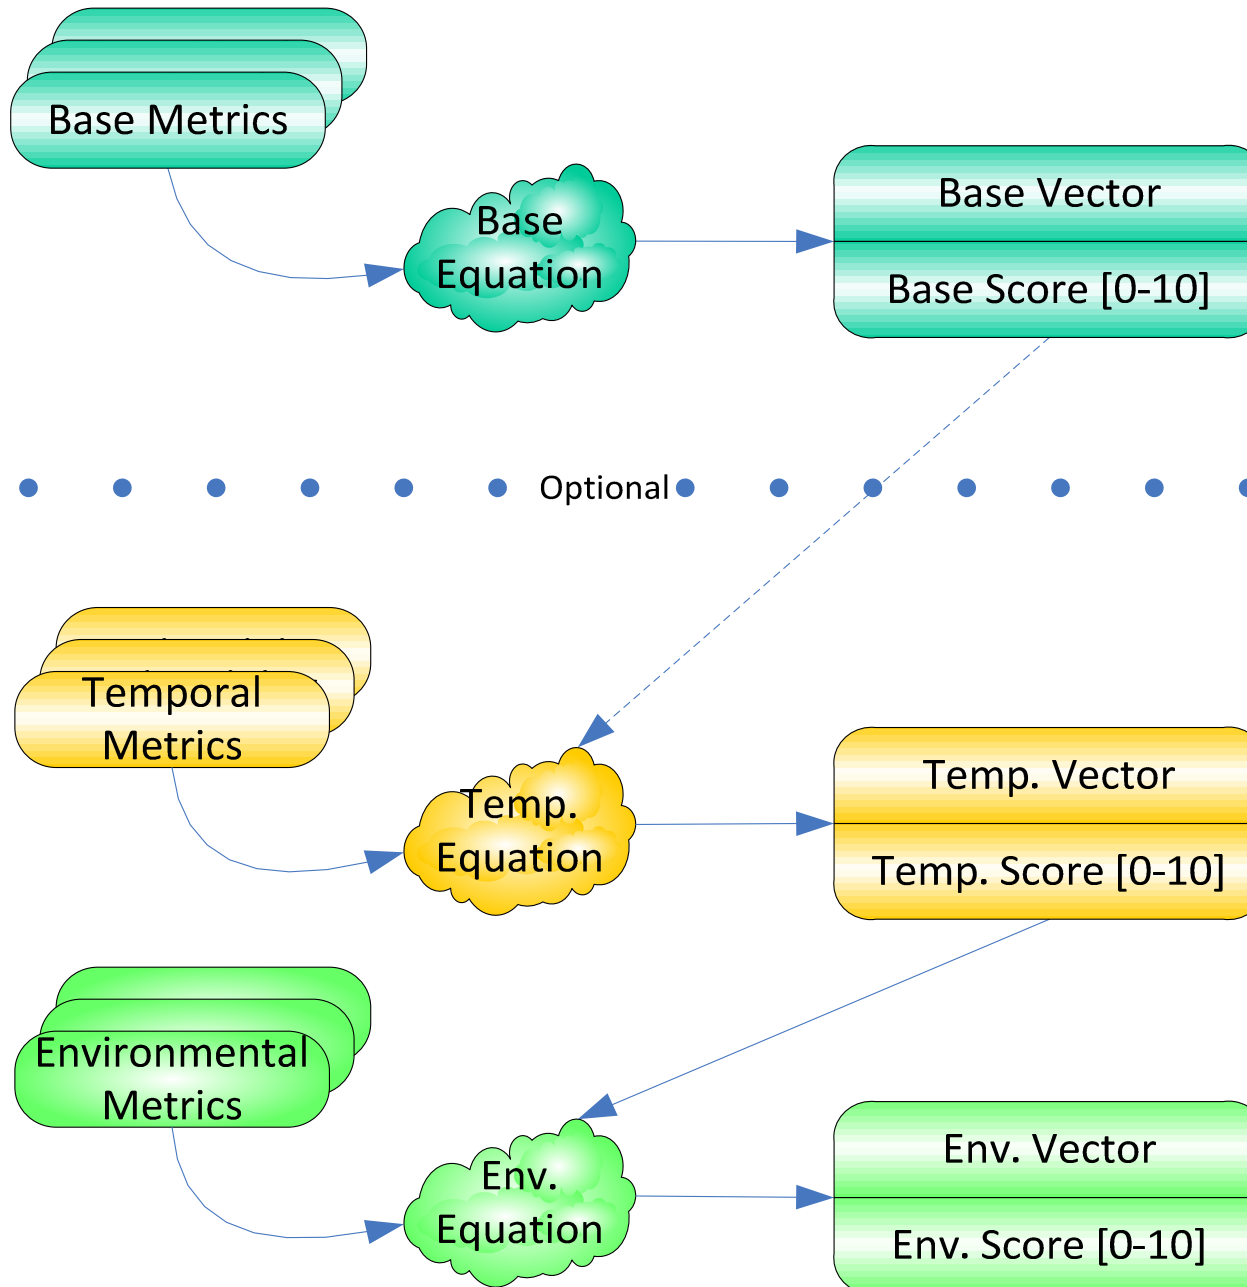 Base Metrics
Base
Equation
Base Vector
Base Score [0-10]
Optional
Temporal
Metrics
Temp.
Equation
Temp. Vector
Temp. Score [0-10]
Environmental
Metrics
Env.
Equation
Env. Vector
Env. Score [0-10]